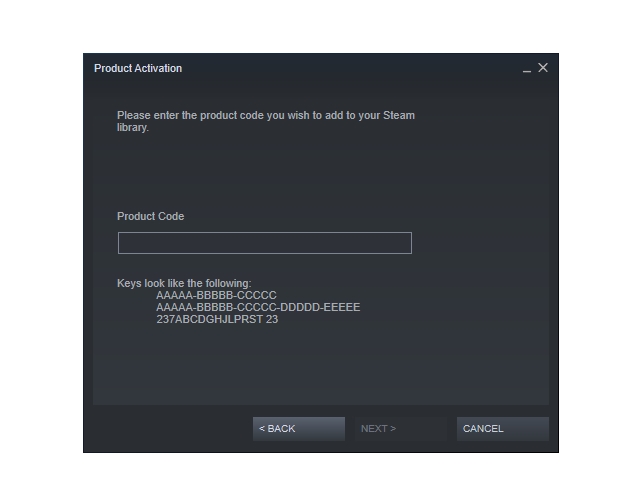 Product Activation
Please enter the product code you wish to add to your Steam
library.
Product Code
Keys look like the following:
AAAAA-BBBBB-CCCCC
AAAAA-BBBBB-CCCCC-DDDDD-EEEEE
237ABCDGHJLPRST 23
< BACK
NEXT >
CANCEL